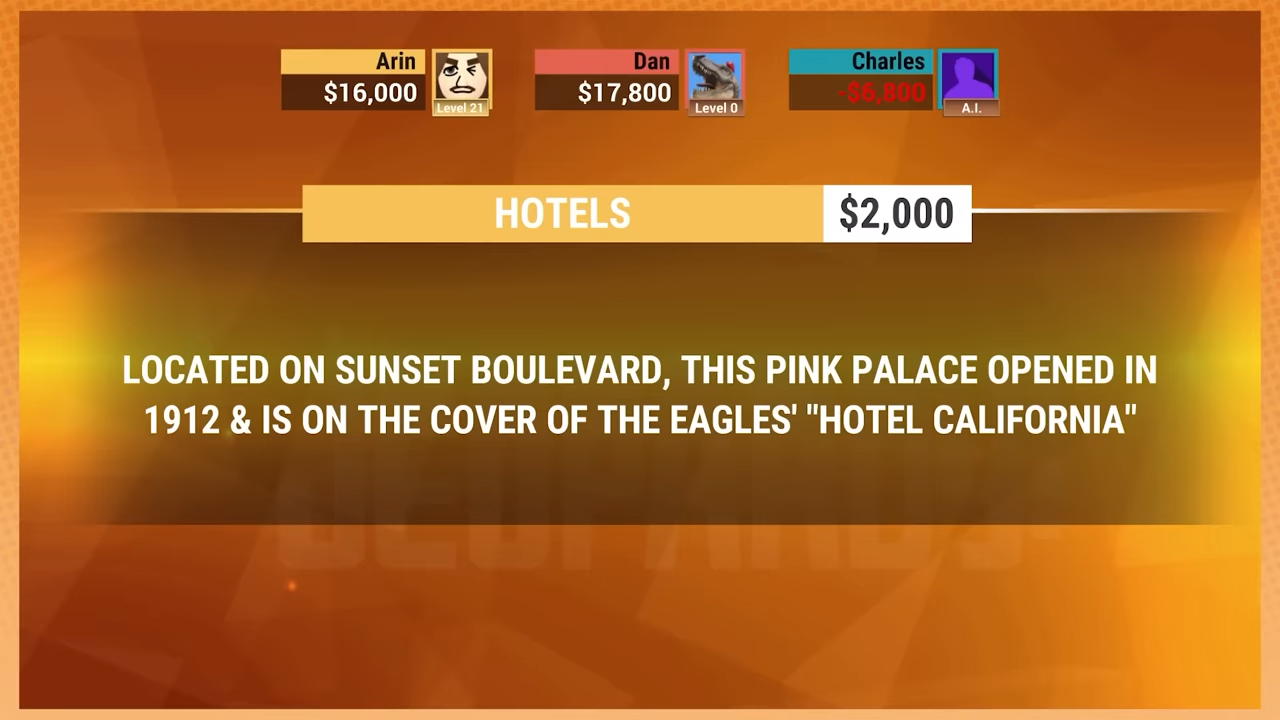 Arin
$16,000
Level 21
Dan
$17,800
Level 0
Charles
-$6,800
A.I.
HOTELS
$2,000
LOCATED ON SUNSET BOULEVARD, THIS PINK PALACE OPENED IN
1912 & IS ON THE COVER OF THE EAGLES' "HOTEL CALIFORNIA"
JEOPARDY!